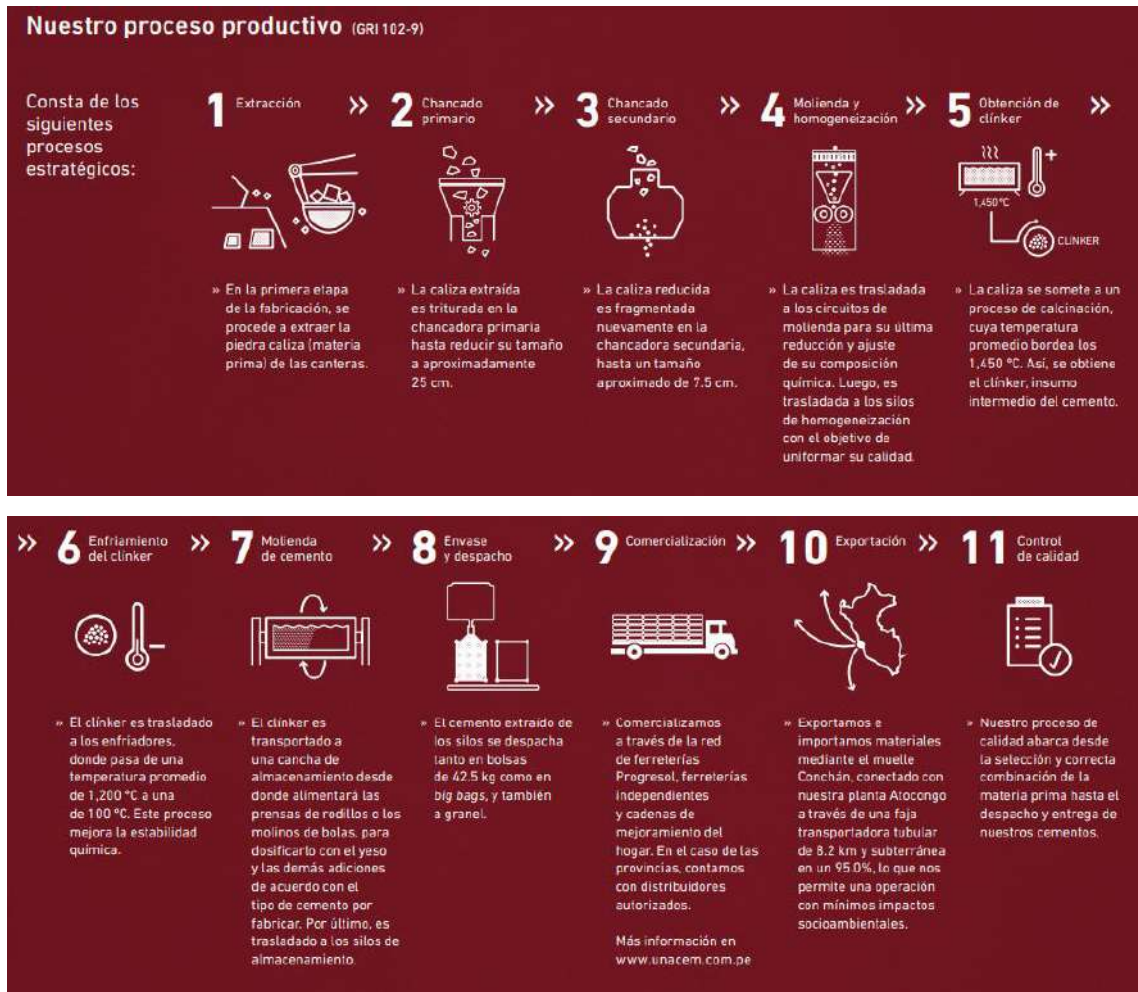 Nuestro proceso productivo (GRI 102-9)
Consta de los
siguientes
procesos
estratégicos:
1 Extracción »
» En la primera etapa
de la fabricación, se
procede a extraer la
piedra caliza (materia
prima) de las canteras.
2 Chancado
primario »
» La caliza extraída
es triturada en la
chancadora primaria
hasta reducir su tamaño
a aproximadamente
25 cm.
3 Chancado
secundario »
» La caliza reducida
es fragmentada
nuevamente en la
chancadora secundaria,
hasta un tamaño
aproximado de 7.5 cm.
4 Molienda y
homogeneización »
» La caliza es trasladada
a los circuitos de
molienda para su última
reducción y ajuste
de su composición
química. Luego, es
trasladada a los silos
de homogeneización
con el objetivo de
uniformar su calidad.
5 Obtención de
clínker »
1,450 °C
CLINKER
» La caliza se somete a un
proceso de calcinación,
cuya temperatura
promedio bordea los
1,450 °C. Así, se obtiene
el clínker, insumo
intermedio del cemento.
» 6 Enfriamiento
del clínker »
» El clínker es trasladado
a los enfriadores,
donde pasa de una
temperatura promedio
de 1,200 °C a una
de 100 °C. Este proceso
mejora la estabilidad
química.
7 Molienda
de cemento »
» El clínker es
transportado a
una cancha de
almacenamiento desde
donde alimentará las
prensas de rodillos o los
molinos de bolas, para
dosificarlo con el yeso
y las demás adiciones
de acuerdo con el
tipo de cemento por
fabricar. Por último, es
trasladado a los silos de
almacenamiento.
8 Envase
y despacho »
» El cemento extraído de
los silos se despacha
tanto en bolsas
de 42.5 kg como en
big bags, y también
a granel.
9 Comercialización »
» Comercializamos
a través de la red
de ferreterías
Progresol, ferreterías
independientes
y cadenas de
mejoramiento del
hogar. En el caso de las
provincias, contamos
con distribuidores
autorizados.
Más información en
www.unacem.com.pe
10 Exportación »
» Exportamos e
importamos materiales
mediante el muelle
Conchán, conectado con
nuestra planta Atocongo
a través de una faja
transportadora tubular
de 8.2 km y subterránea
en un 95.0%, lo que nos
permite una operación
con mínimos impactos
socioambientales.
11 Control
de calidad
» Nuestro proceso de
calidad abarca desde
la selección y correcta
combinación de la
materia prima hasta el
despacho y entrega de
nuestros cementos.